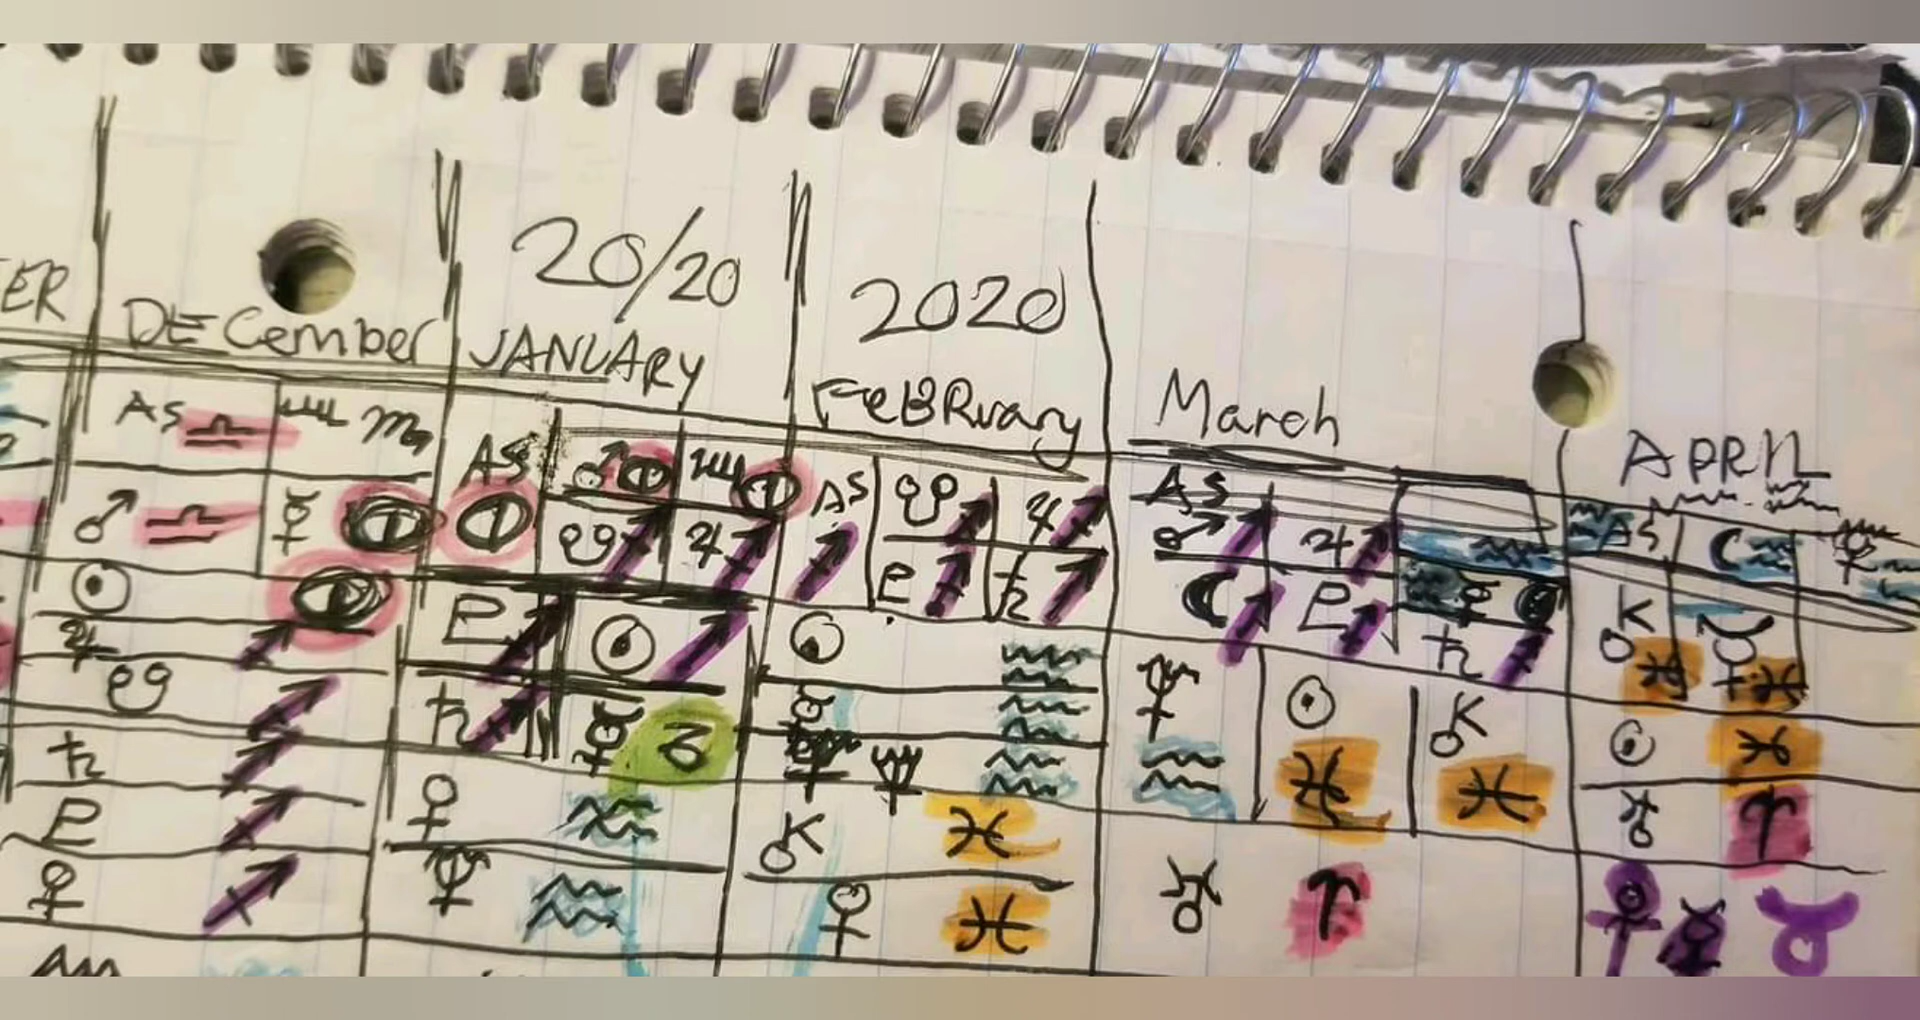 ER
DECember
20/20
JANUARY
2020
FeBRuary
March
APRIL
AS ♎ ♏
♂ ♎ ☿
☉
♃ ♐
☋ ♐
♄ ♐
P ♐
♀ ♐
AS
♂
☋ ♐ ♃ ♐
P ♐ ☉ ♐
♄ ♐ ☿
♀ ♒
♆ ♒
AS ♐
☋ ♐ ♃ ♐
P ♐ ♄ ♐
☉ ♒
♆ ♒
⚷ ♓
♀ ♓
AS
♂ ♐ ♃ ♐ ♒
☾ ♐ P ♐
♄ ♐
♆ ♒ ☉ ♓ ⚷ ♓
♅ ♈
AS ☾ ♒ ♆ ♒
⚷ ♓ ♓
☉ ♓
♅ ♈
♀ ☿ ♉